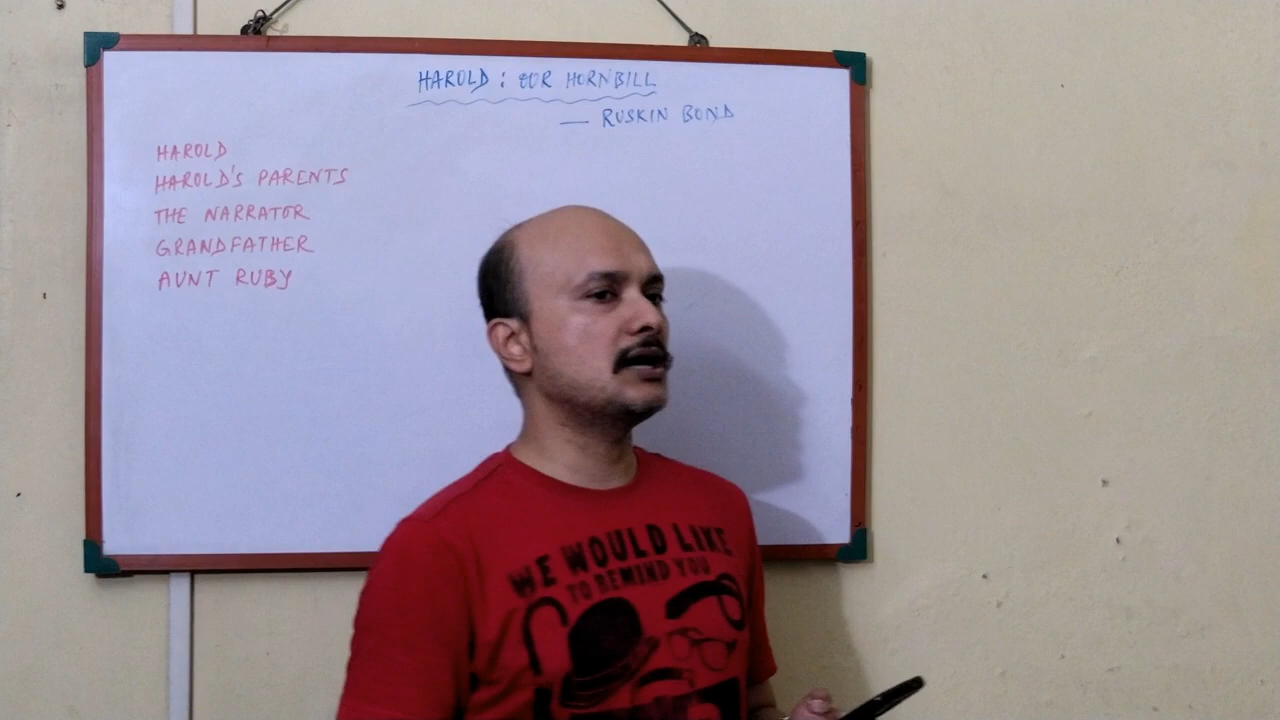 HAROLD : OUR HORNBILL
— RUSKIN BOND
HAROLD
HAROLD'S PARENTS
THE NARRATOR
GRANDFATHER
AUNT RUBY
WE WOULD LIKE
TO REMIND YOU